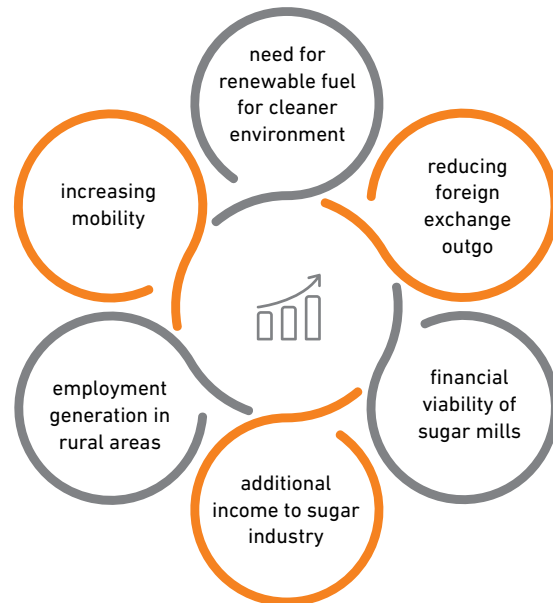 need for
renewable fuel
for cleaner
environment
reducing
foreign
exchange
outgo
financial
viability of
sugar mills
additional
income to sugar
industry
employment
generation in
rural areas
increasing
mobility